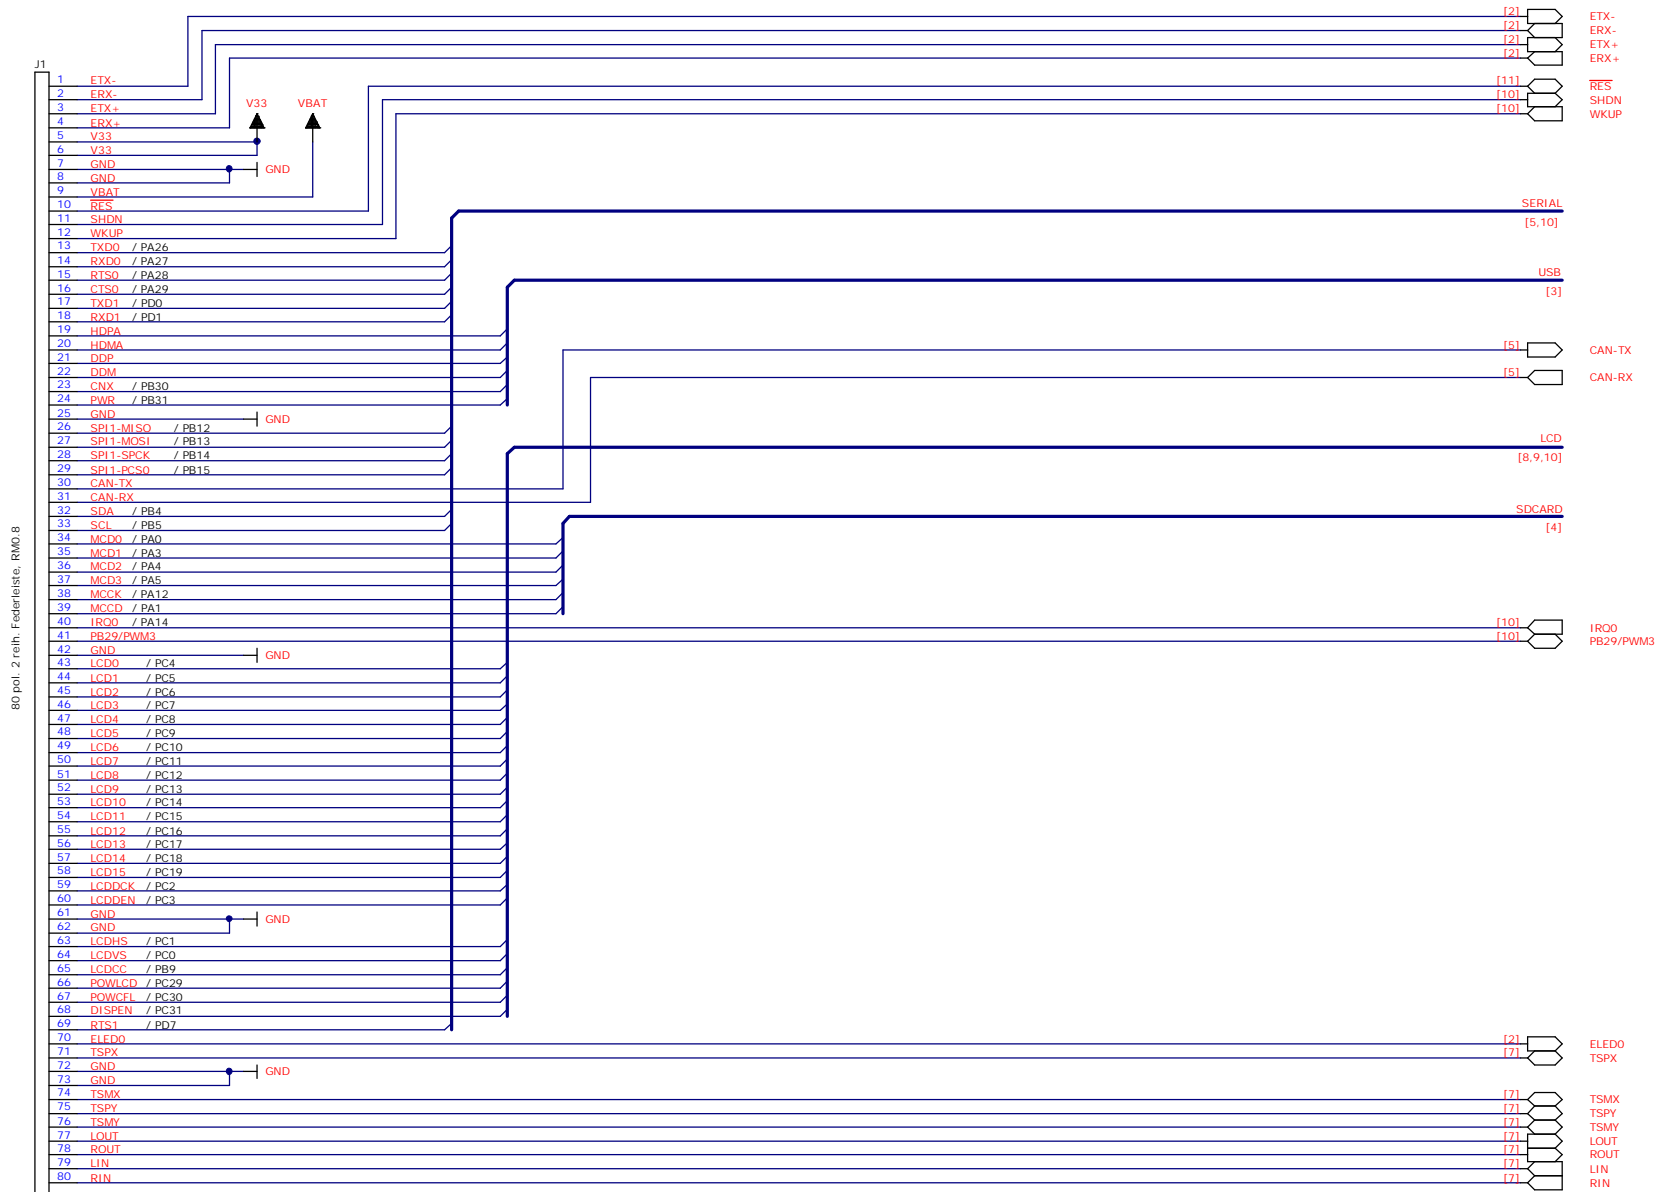 [2] ETX-
[2] ERX-
[2] ETX+
[2] ERX+
J1
1 ETX-
[11] RES
2 ERX-
[10] SHDN
V33 VBAT
3 ETX+
[10] WKUP
4 ERX+
5 V33
6 V33
7 GND
GND
8 GND
9 VBAT
10 RES
SERIAL
[5,10]
11 SHDN
12 WKUP
13 TXD0 / PA26
14 RXD0 / PA27
15 RTS0 / PA28
USB
[3]
16 CTS0 / PA29
17 TXD1 / PD0
18 RXD1 / PD1
19 HDPA
20 HDMA
[5] CAN-TX
21 DDP
22 DDM
[5] CAN-RX
23 CNX / PB30
24 PWR / PB31
25 GND
GND
26 SPI1-MISO / PB12
27 SPI1-MOSI / PB13
LCD
[8,9,10]
28 SPI1-SPCK / PB14
29 SPI1-PCS0 / PB15
30 CAN-TX
31 CAN-RX
32 SDA / PB4
SDCARD
[4]
33 SCL / PB5
34 MCD0 / PA0
35 MCD1 / PA3
36 MCD2 / PA4
37 MCD3 / PA5
38 MCCK / PA12
39 MCCD / PA1
80 pol. 2 reih. Federleiste, RM0.8
40 IRQ0 / PA14
[10] IRQ0
41 PB29/PWM3
[10] PB29/PWM3
42 GND
GND
43 LCD0 / PC4
44 LCD1 / PC5
45 LCD2 / PC6
46 LCD3 / PC7
47 LCD4 / PC8
48 LCD5 / PC9
49 LCD6 / PC10
50 LCD7 / PC11
51 LCD8 / PC12
52 LCD9 / PC13
53 LCD10 / PC14
54 LCD11 / PC15
55 LCD12 / PC16
56 LCD13 / PC17
57 LCD14 / PC18
58 LCD15 / PC19
59 LCDDCK / PC2
60 LCDDEN / PC3
61 GND
GND
62 GND
63 LCDHS / PC1
64 LCDVS / PC0
65 LCDCC / PB9
66 POWLCD / PC29
67 POWCFL / PC30
68 DISPEN / PC31
69 RTS1 / PD7
70 ELED0
[2] ELED0
71 TSPX
[7] TSPX
72 GND
GND
73 GND
74 TSMX
[7] TSMX
75 TSPY
[7] TSPY
76 TSMY
[7] TSMY
77 LOUT
[7] LOUT
78 ROUT
[7] ROUT
79 LIN
[7] LIN
80 RIN
[7] RIN